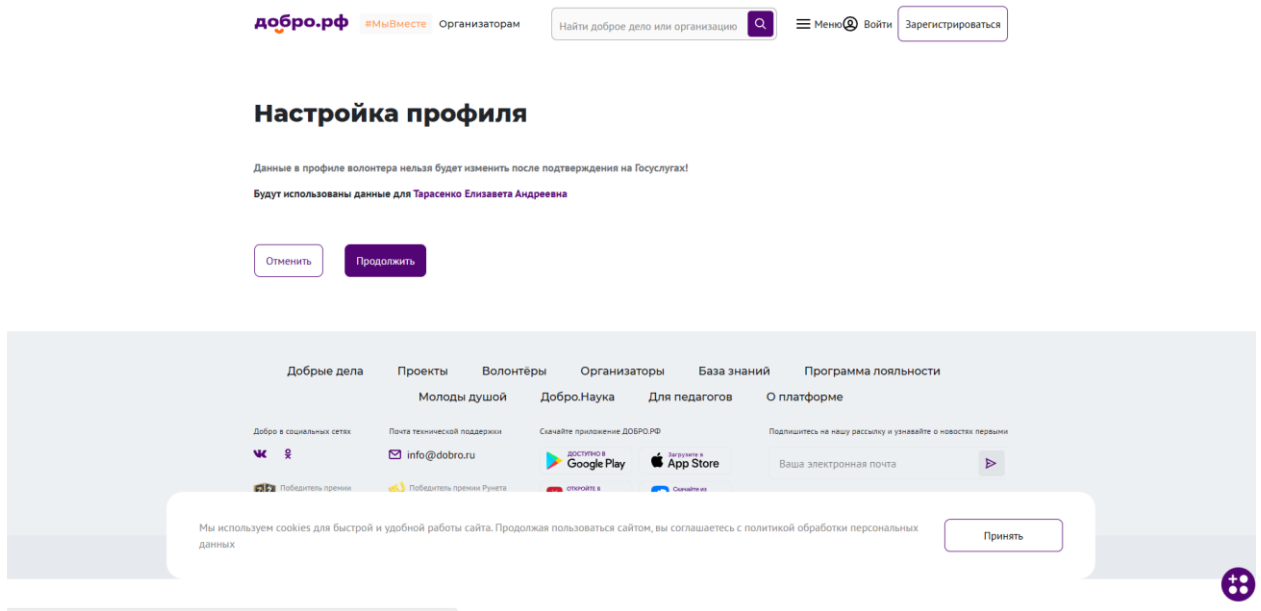 добро.рф #МыВместе Организаторам Найти доброе дело или организацию Меню Войти Зарегистрироваться
Настройка профиля
Данные в профиле волонтера нельзя будет изменить после подтверждения на Госуслугах!
Будут использованы данные для Тарасенко Елизавета Андреевна
Отменить Продолжить
Добрые дела Проекты Волонтёры Организаторы База знаний Программа лояльности
Молоды душой Добро.Наука Для педагогов О платформе
Добро в социальных сетях Почта технической поддержки Скачайте приложение ДОБРО.РФ Подпишитесь на нашу рассылку и узнавайте о новостях первыми
info@dobro.ru ДОСТУПНО В Google Play Загрузите в App Store Ваша электронная почта
Победитель премии Победитель премии Рунета ОТКРОЙТЕ В Скачайте из
Мы используем cookies для быстрой и удобной работы сайта. Продолжая пользоваться сайтом, вы соглашаетесь с политикой обработки персональных
данных
Принять